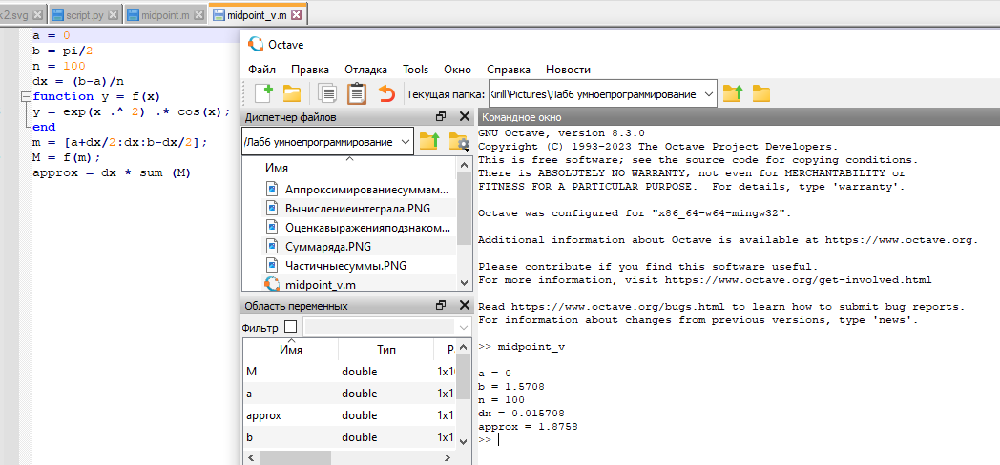 k2.svg script.py midpoint.m midpoint_v.m
a = 0
b = pi/2
n = 100
dx = (b-a)/n
function y = f(x)
y = exp(x .^ 2) .* cos(x);
end
m = [a+dx/2:dx:b-dx/2];
M = f(m);
approx = dx * sum (M)
Octave
Файл Правка Отладка Tools Окно Справка Новости
Текущая папка: Kirill\Pictures\Лаб6 умноепрограммирование
Диспетчер файлов
/Лаб6 умноепрограммирование
Имя
Аппроксимированиесуммам...
Вычислениеинтеграла.PNG
Оценкавыраженияподзнаком...
Суммаряда.PNG
Частичныесуммы.PNG
midpoint_v.m
Область переменных
Фильтр
Имя Тип Р
M double 1x10
a double 1x1
approx double 1x1
b double 1x1
Командное окно
GNU Octave, version 8.3.0
Copyright (C) 1993-2023 The Octave Project Developers.
This is free software; see the source code for copying conditions.
There is ABSOLUTELY NO WARRANTY; not even for MERCHANTABILITY or
FITNESS FOR A PARTICULAR PURPOSE.  For details, type 'warranty'.
Octave was configured for "x86_64-w64-mingw32".
Additional information about Octave is available at https://www.octave.org.
Please contribute if you find this software useful.
For more information, visit https://www.octave.org/get-involved.html
Read https://www.octave.org/bugs.html to learn how to submit bug reports.
For information about changes from previous versions, type 'news'.
>> midpoint_v
a = 0
b = 1.5708
n = 100
dx = 0.015708
approx = 1.8758
>>